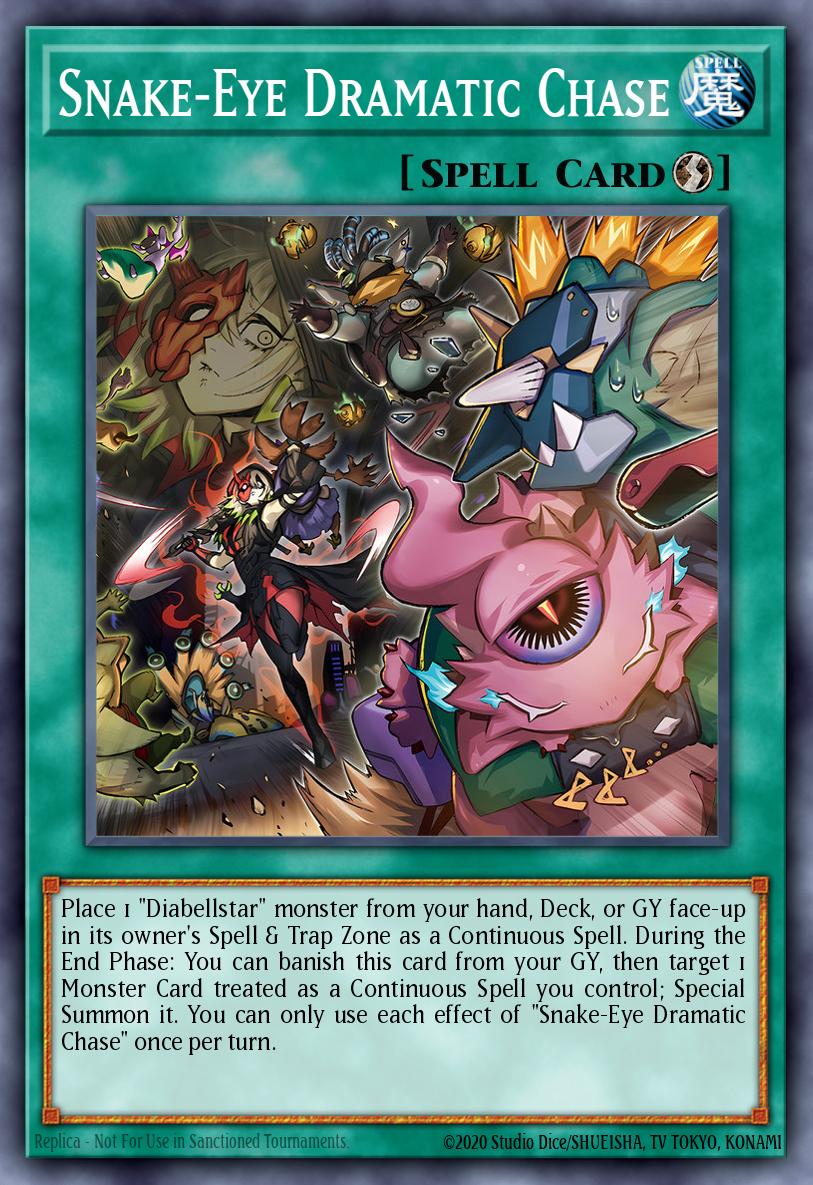 Snake-Eye Dramatic Chase
SPELL
魔
[Spell Card]
Place 1 "Diabellstar" monster from your hand, Deck, or GY face-up
in its owner's Spell & Trap Zone as a Continuous Spell. During the
End Phase: You can banish this card from your GY, then target 1
Monster Card treated as a Continuous Spell you control; Special
Summon it. You can only use each effect of "Snake-Eye Dramatic
Chase" once per turn.
Replica - Not For Use in Sanctioned Tournaments.
©2020 Studio Dice/SHUEISHA, TV TOKYO, KONAMI